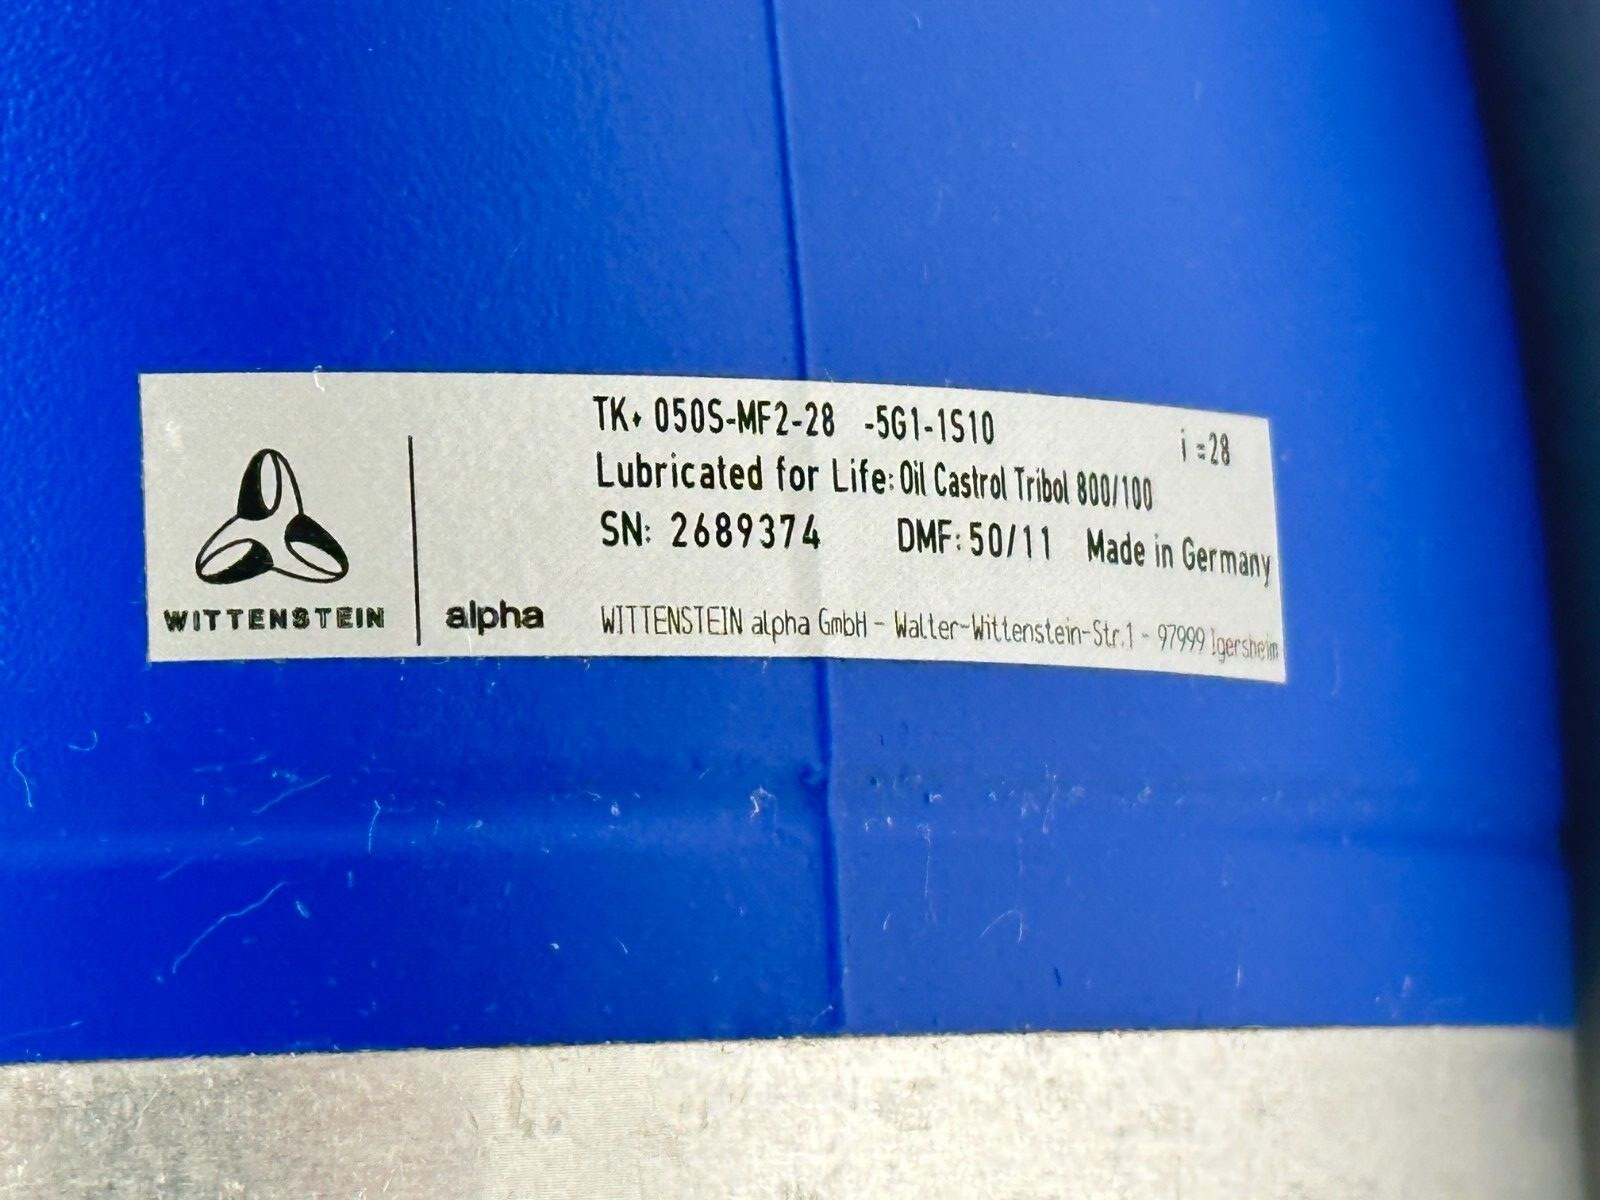 TK+ 050S-MF2-28 -5G1-1S10 i =28
Lubricated for Life: Oil Castrol Tribol 800/100
SN: 2689374 DMF: 50/11 Made in Germany
WITTENSTEIN alpha
WITTENSTEIN alpha GmbH - Walter-Wittenstein-Str.1 - 97999 Igersheim